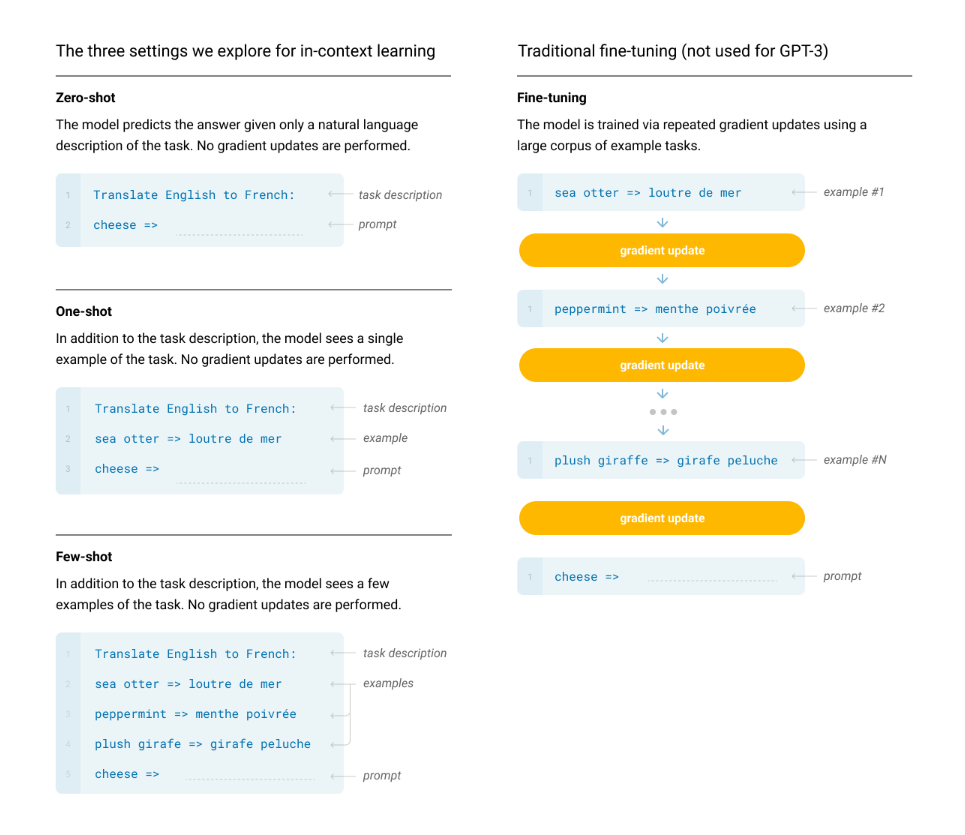 The three settings we explore for in-context learning
Zero-shot
The model predicts the answer given only a natural language
description of the task. No gradient updates are performed.
1 Translate English to French: task description
2 cheese => prompt
One-shot
In addition to the task description, the model sees a single
example of the task. No gradient updates are performed.
1 Translate English to French: task description
2 sea otter => loutre de mer example
3 cheese => prompt
Few-shot
In addition to the task description, the model sees a few
examples of the task. No gradient updates are performed.
1 Translate English to French: task description
2 sea otter => loutre de mer examples
3 peppermint => menthe poivrée
4 plush girafe => girafe peluche
5 cheese => prompt
Traditional fine-tuning (not used for GPT-3)
Fine-tuning
The model is trained via repeated gradient updates using a
large corpus of example tasks.
1 sea otter => loutre de mer example #1
gradient update
1 peppermint => menthe poivrée example #2
gradient update
1 plush giraffe => girafe peluche example #N
gradient update
1 cheese => prompt